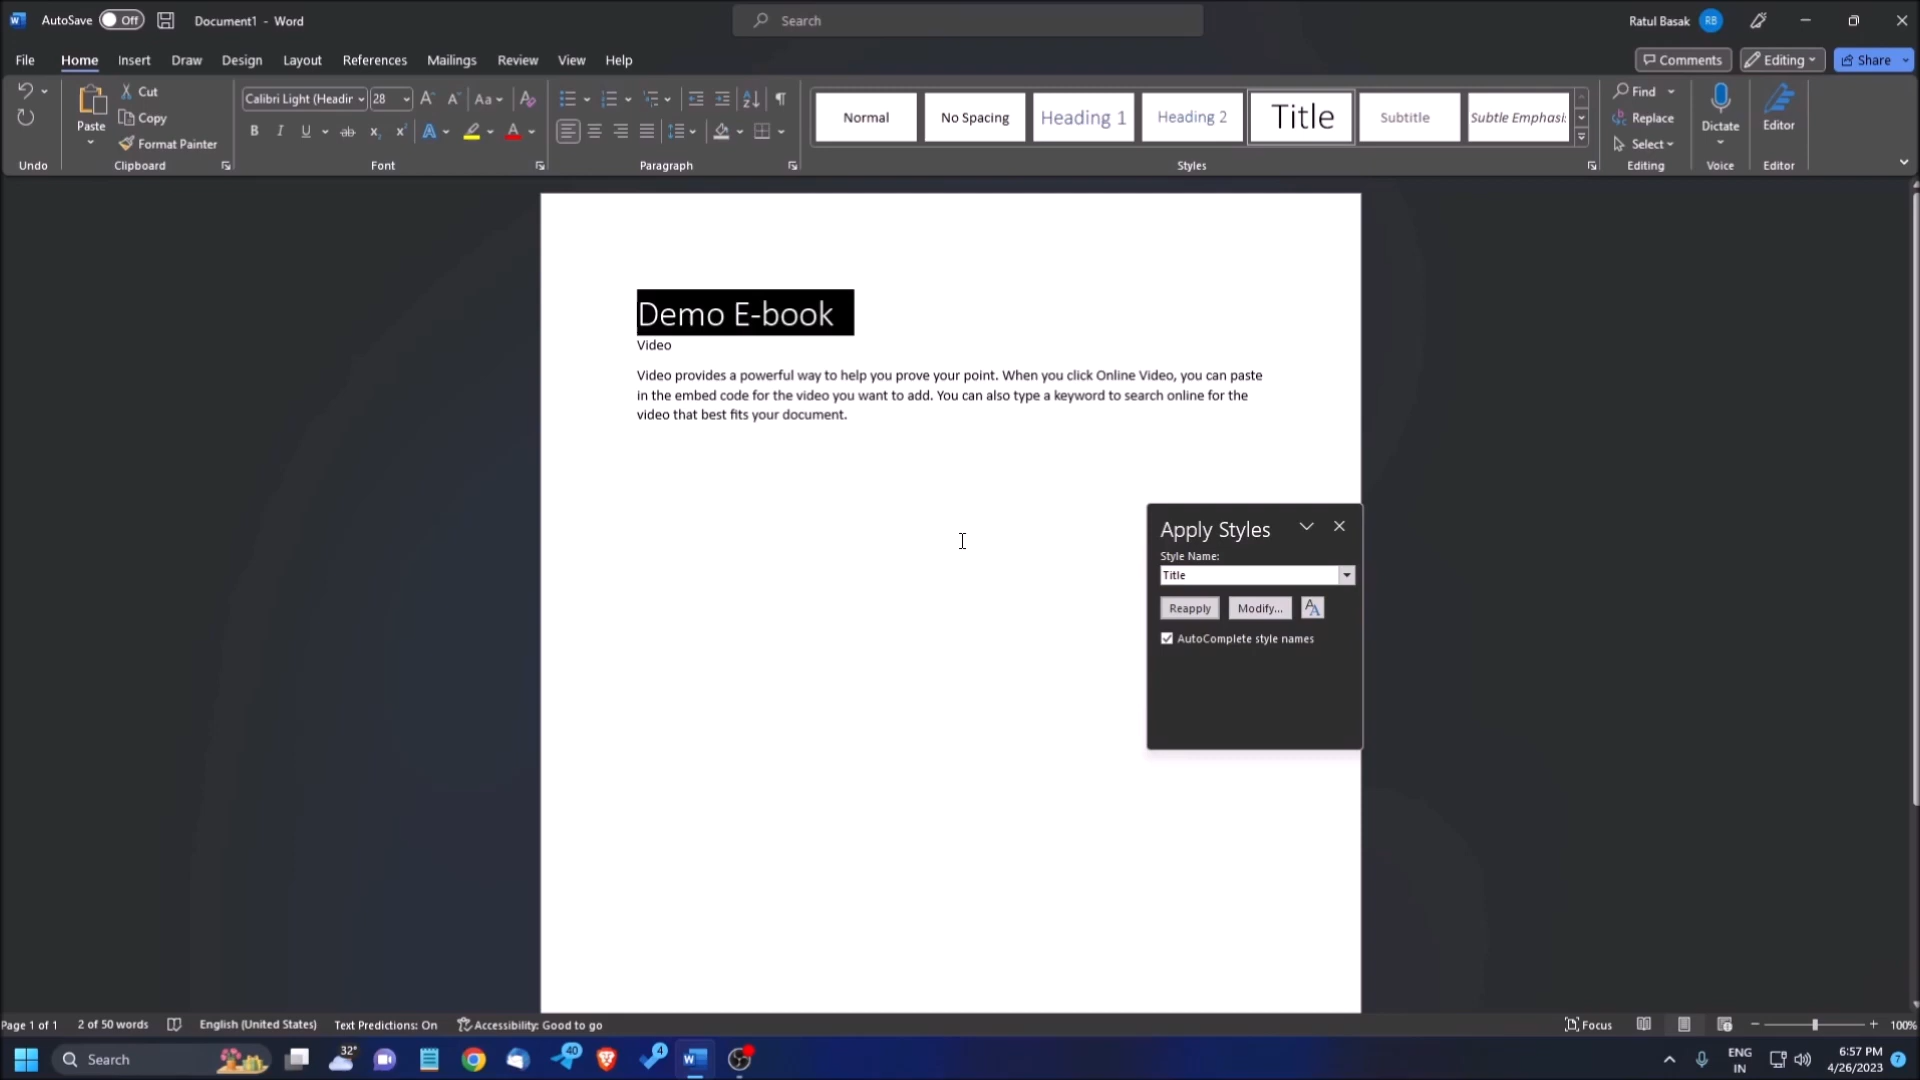 AutoSave Off Document1 - Word Search Ratul Basak RB
File Home Insert Draw Design Layout References Mailings Review View Help Comments Editing Share
Cut
Copy
Format Painter
Paste
Undo Clipboard
Calibri Light (Headir 28 Aa
B I U ab x x A A
Font Paragraph
Normal No Spacing Heading 1 Heading 2 Title Subtitle Subtle Emphasi:
Styles
Find
Replace
Select
Editing
Dictate
Voice
Editor
Editor
Demo E-book
Video
Video provides a powerful way to help you prove your point. When you click Online Video, you can paste
in the embed code for the video you want to add. You can also type a keyword to search online for the
video that best fits your document.
Apply Styles
Style Name:
Title
Reapply Modify...
AutoComplete style names
Page 1 of 1 2 of 50 words English (United States) Text Predictions: On Accessibility: Good to go Focus 100%
Search 32° 40 4 ENG
IN
6:57 PM
4/26/2023
7